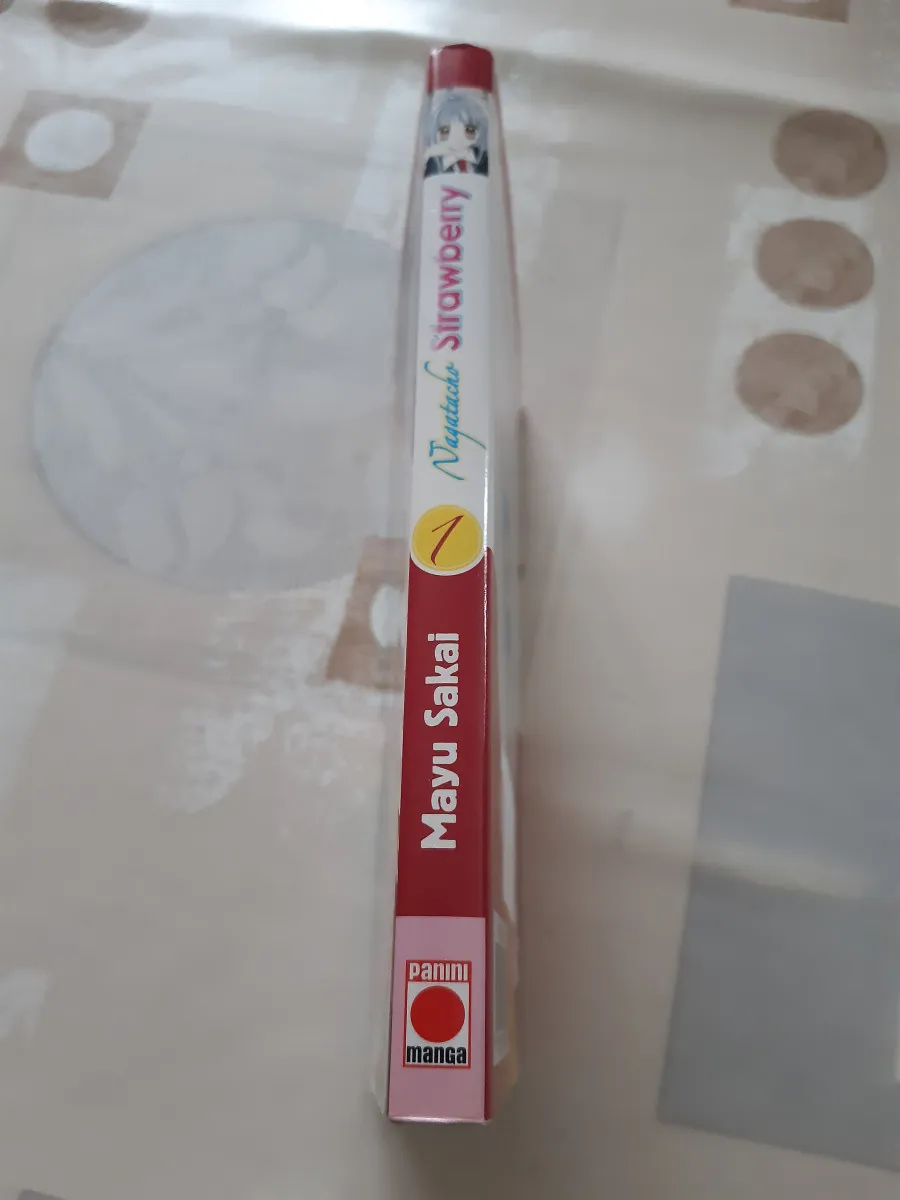 Nagatacho Strawberry
1
Mayu Sakai
PANINI
manga